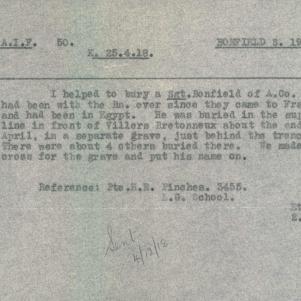 A.I.F. 50. BONFIELD S. 19
K. 25.4.18.
I helped to bury a Sgt. Bonfield of A.Co.
had been with the Bn. ever since they came to Fra
and had been in Egypt. He was buried in the sup
line in front of Villers Bretonneux about the end
April, in a separate grave, just behind the trenc
There were about 4 others buried there. We made
cross for the grave and put his name on.
Reference: Pte. H.R. Pinches. 3455.
L.G. School.
Sent
4/12/18